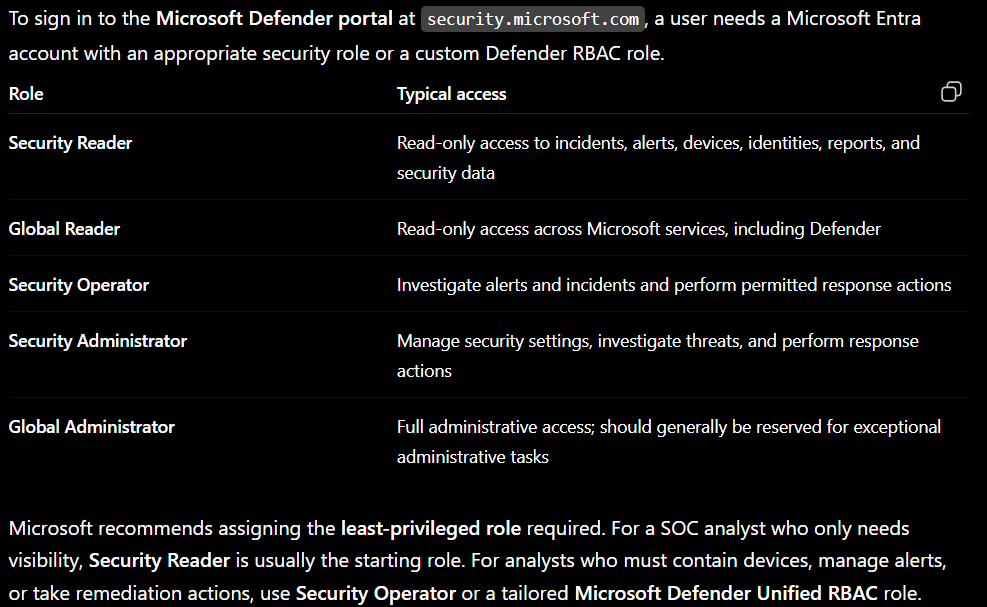 To sign in to the Microsoft Defender portal at security.microsoft.com, a user needs a Microsoft Entra
account with an appropriate security role or a custom Defender RBAC role.
Role Typical access
Security Reader Read-only access to incidents, alerts, devices, identities, reports, and
security data
Global Reader Read-only access across Microsoft services, including Defender
Security Operator Investigate alerts and incidents and perform permitted response actions
Security Administrator Manage security settings, investigate threats, and perform response
actions
Global Administrator Full administrative access; should generally be reserved for exceptional
administrative tasks
Microsoft recommends assigning the least-privileged role required. For a SOC analyst who only needs
visibility, Security Reader is usually the starting role. For analysts who must contain devices, manage alerts,
or take remediation actions, use Security Operator or a tailored Microsoft Defender Unified RBAC role.